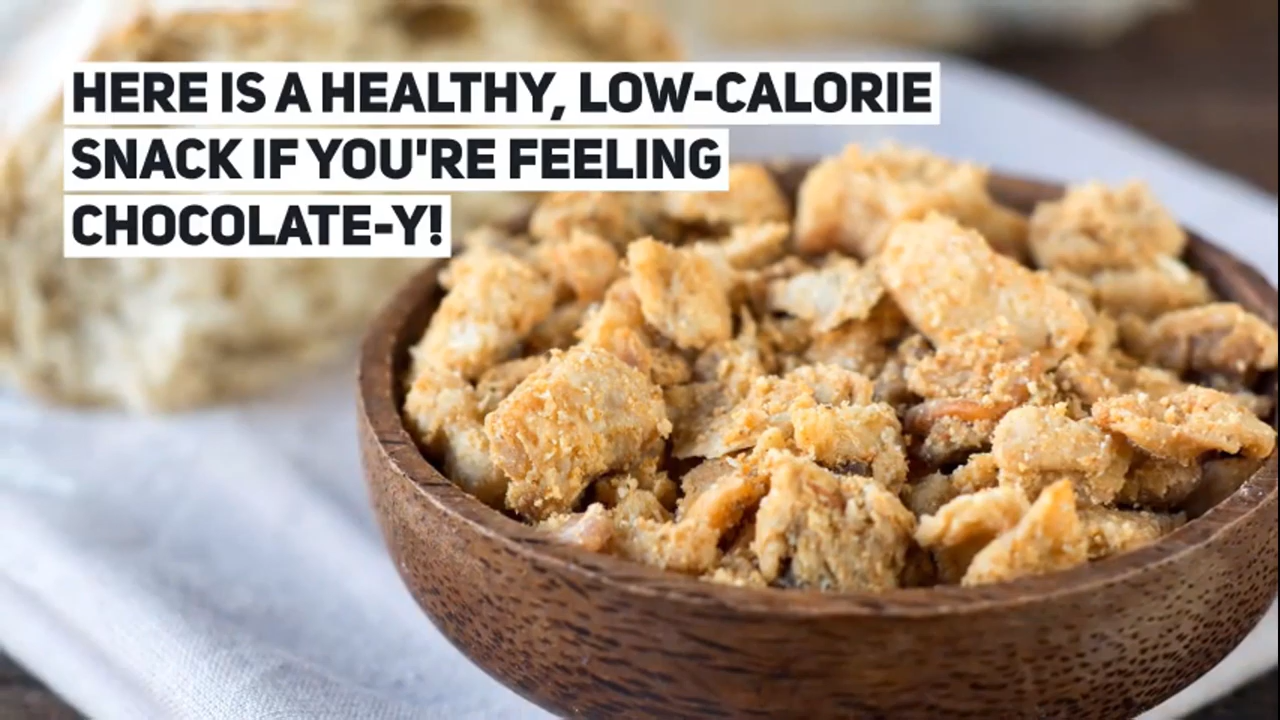 HERE IS A HEALTHY, LOW-CALORIE
SNACK IF YOU'RE FEELING
CHOCOLATE-Y!